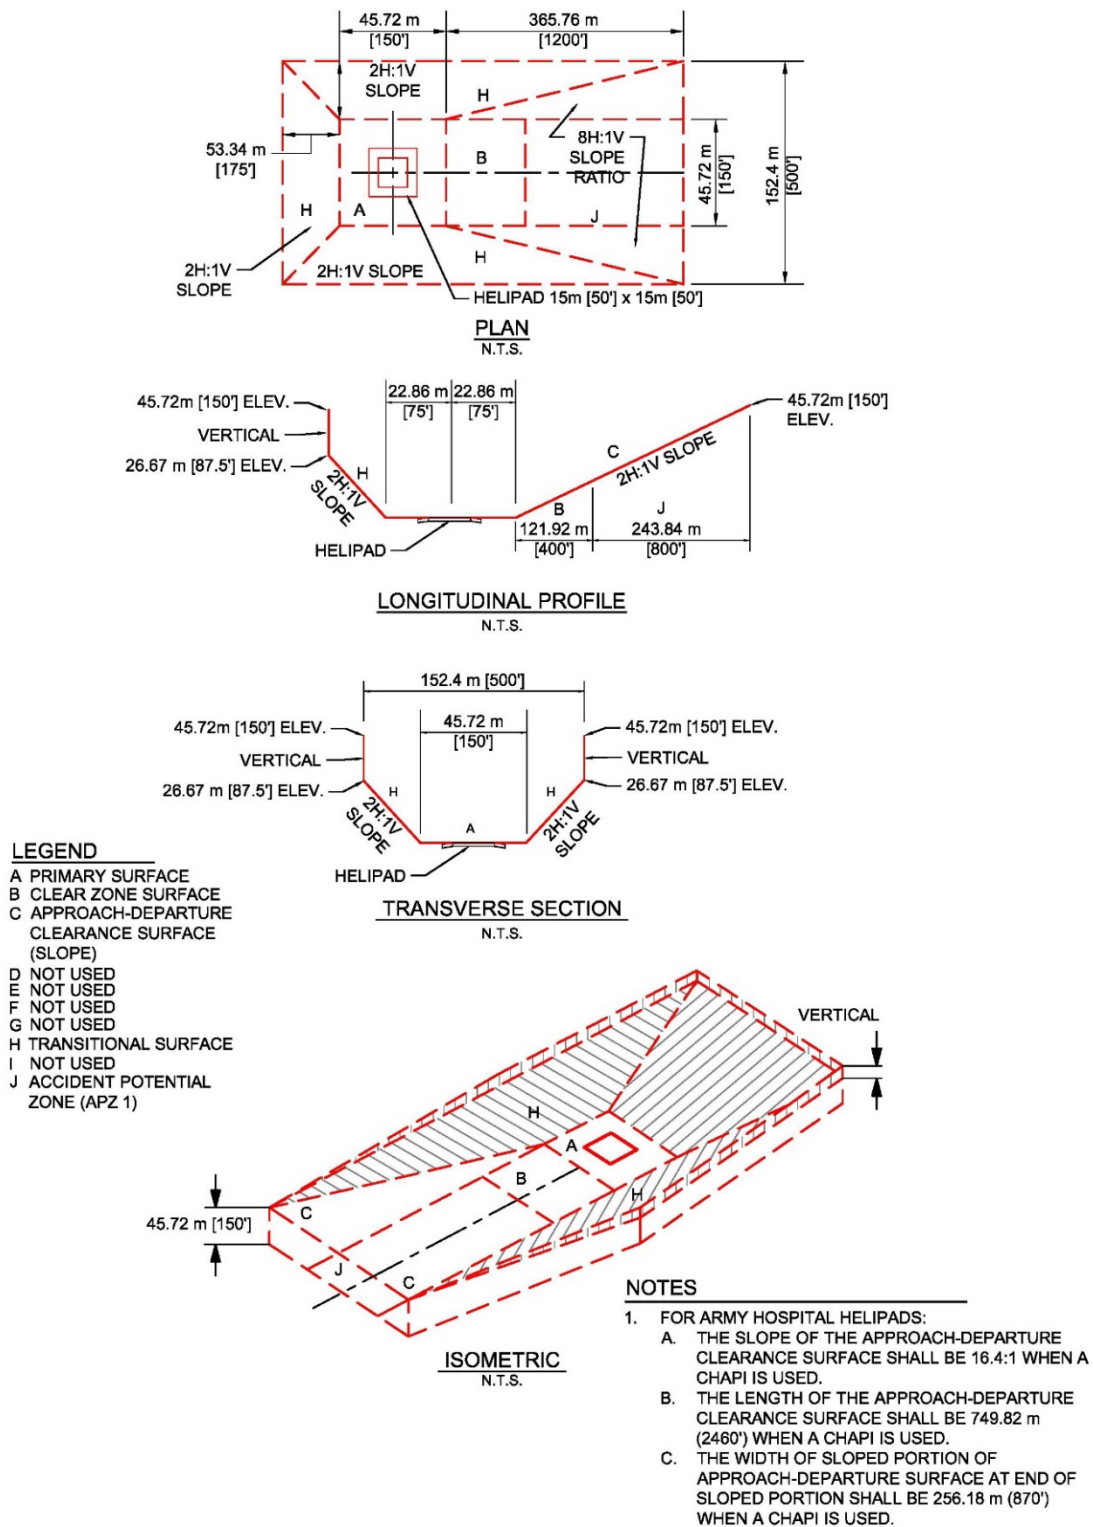 45.72 m
[150']
365.76 m
[1200']
2H:1V
SLOPE
H
53.34 m
[175']
8H:1V
SLOPE
RATIO
B
45.72 m
[150']
152.4 m
[500']
H
A
J
H
2H:1V
SLOPE
2H:1V SLOPE
HELIPAD 15m [50'] x 15m [50']
PLAN
N.T.S.
45.72m [150'] ELEV.
VERTICAL
26.67 m [87.5'] ELEV.
H
2H:1V
SLOPE
22.86 m
[75']
22.86 m
[75']
45.72m [150']
ELEV.
C
2H:1V SLOPE
B
J
121.92 m
[400']
243.84 m
[800']
HELIPAD
LONGITUDINAL PROFILE
N.T.S.
152.4 m [500']
45.72m [150'] ELEV.
45.72 m
[150']
45.72m [150'] ELEV.
VERTICAL
VERTICAL
26.67 m [87.5'] ELEV.
26.67 m [87.5'] ELEV.
H
2H:1V
SLOPE
A
H
2H:1V
SLOPE
HELIPAD
TRANSVERSE SECTION
N.T.S.
LEGEND
A PRIMARY SURFACE
B CLEAR ZONE SURFACE
C APPROACH-DEPARTURE
CLEARANCE SURFACE
(SLOPE)
D NOT USED
E NOT USED
F NOT USED
G NOT USED
H TRANSITIONAL SURFACE
I NOT USED
J ACCIDENT POTENTIAL
ZONE (APZ 1)
VERTICAL
H
A
B
H
C
45.72 m [150']
J
C
ISOMETRIC
N.T.S.
NOTES
1. FOR ARMY HOSPITAL HELIPADS:
A. THE SLOPE OF THE APPROACH-DEPARTURE
CLEARANCE SURFACE SHALL BE 16.4:1 WHEN A
CHAPI IS USED.
B. THE LENGTH OF THE APPROACH-DEPARTURE
CLEARANCE SURFACE SHALL BE 749.82 m
(2460') WHEN A CHAPI IS USED.
C. THE WIDTH OF SLOPED PORTION OF
APPROACH-DEPARTURE SURFACE AT END OF
SLOPED PORTION SHALL BE 256.18 m (870')
WHEN A CHAPI IS USED.